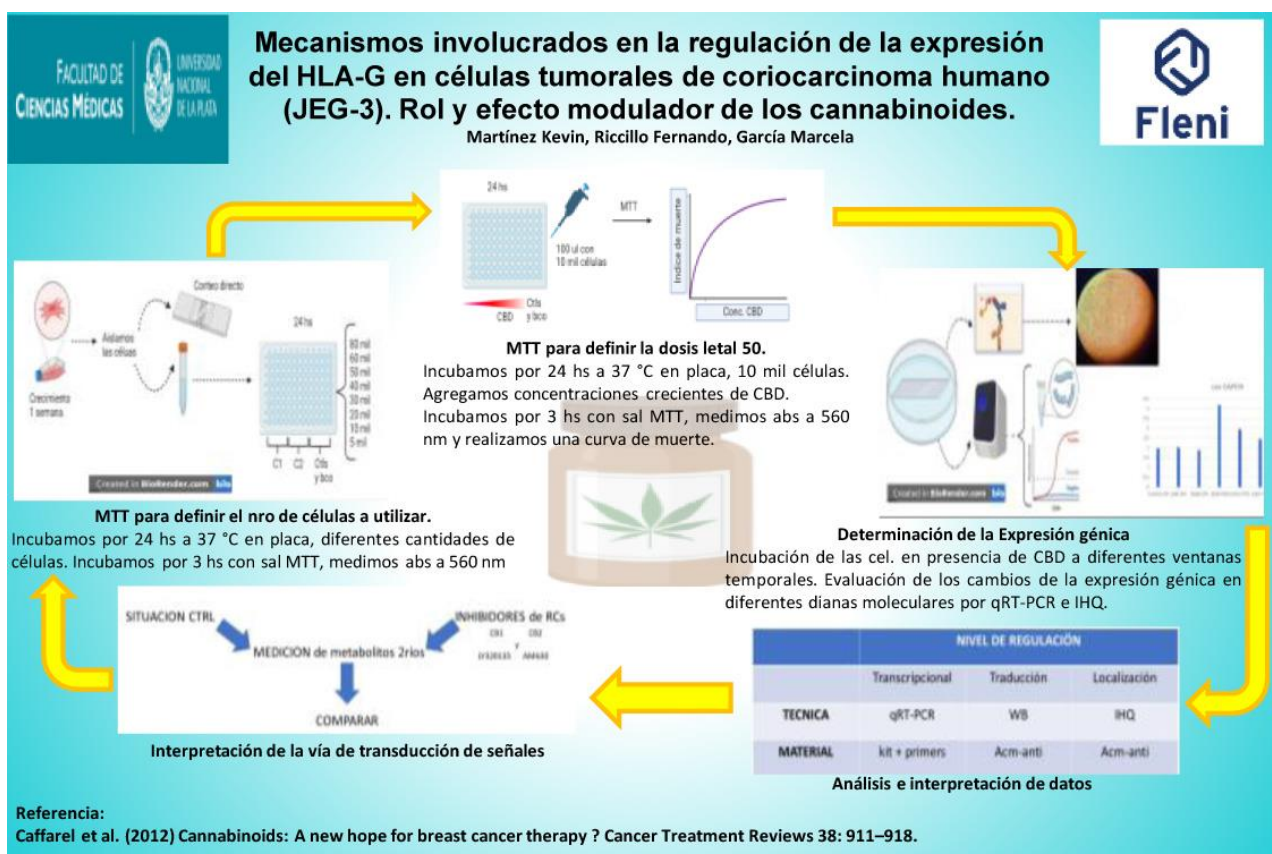 FACULTAD DE
CIENCIAS MÉDICAS
UNIVERSIDAD
NACIONAL
DE LA PLATA
Mecanismos involucrados en la regulación de la expresión
del HLA-G en células tumorales de coriocarcinoma humano
(JEG-3). Rol y efecto modulador de los cannabinoides.
Martínez Kevin, Riccillo Fernando, García Marcela
Fleni
24 hs
MTT
100 ul con
10 mil células
CBD
Ctls
y bco
Indice de muerte
Conc. CBD
MTT para definir la dosis letal 50.
Incubamos por 24 hs a 37 °C en placa, 10 mil células.
Agregamos concentraciones crecientes de CBD.
Incubamos por 3 hs con sal MTT, medimos abs a 560
nm y realizamos una curva de muerte.
Conteo directo
Aislamos
las células
Crecimiento
1 semana
24 hs
80 mil
60 mil
50 mil
40 mil
30 mil
20 mil
10 mil
5 mil
C1 C2 Ctls
y bco
Created in BioRender.com bio
MTT para definir el nro de células a utilizar.
Incubamos por 24 hs a 37 °C en placa, diferentes cantidades de
células. Incubamos por 3 hs con sal MTT, medimos abs a 560 nm
Created in BioRender.com bio
Determinación de la Expresión génica
Incubación de las cel. en presencia de CBD a diferentes ventanas
temporales. Evaluación de los cambios de la expresión génica en
diferentes dianas moleculares por qRT-PCR e IHQ.
SITUACION CTRL
INHIBIDORES de RCs
CB1 CB2
y
MEDICION de metabolitos 2rios
COMPARAR
Interpretación de la vía de transducción de señales
NIVEL DE REGULACIÓN
Transcripcional Traducción Localización
TECNICA qRT-PCR WB IHQ
MATERIAL kit + primers Acm-anti Acm-anti
Análisis e interpretación de datos
Referencia:
Caffarel et al. (2012) Cannabinoids: A new hope for breast cancer therapy ? Cancer Treatment Reviews 38: 911–918.